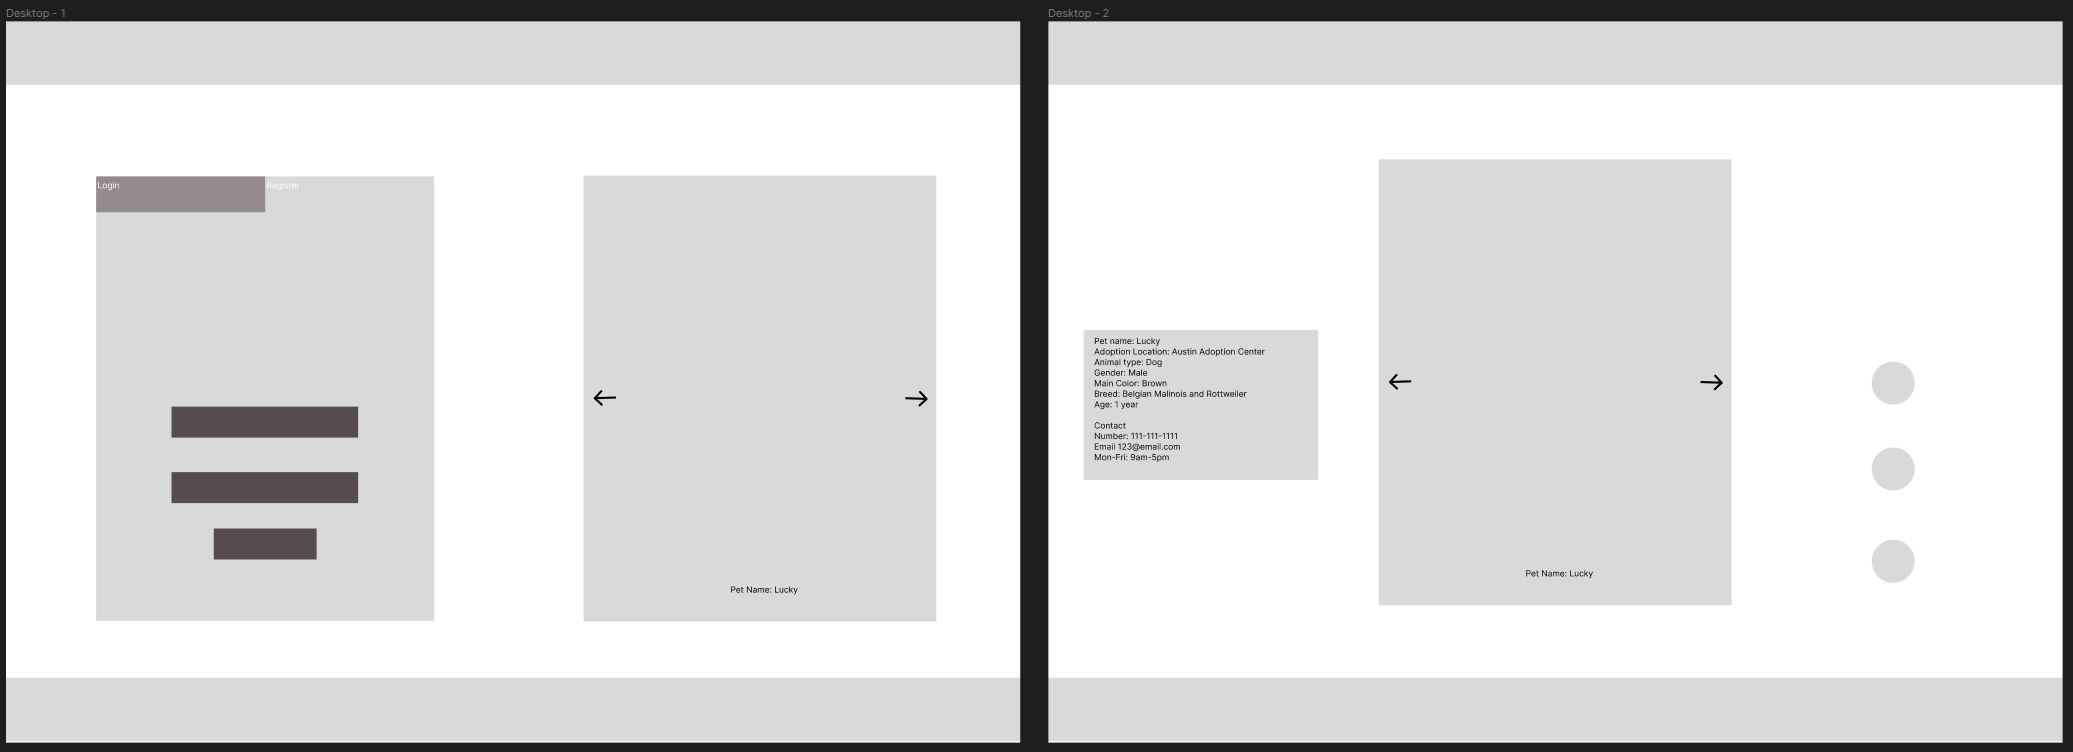 Desktop - 1
Login
Register
Pet Name: Lucky
Desktop - 2
Pet name: Lucky
Adoption Location: Austin Adoption Center
Animal type: Dog
Gender: Male
Main Color: Brown
Breed: Belgian Malinois and Rottweiler
Age: 1 year
Contact
Number: 111-111-1111
Email 123@email.com
Mon-Fri: 9am-5pm
Pet Name: Lucky